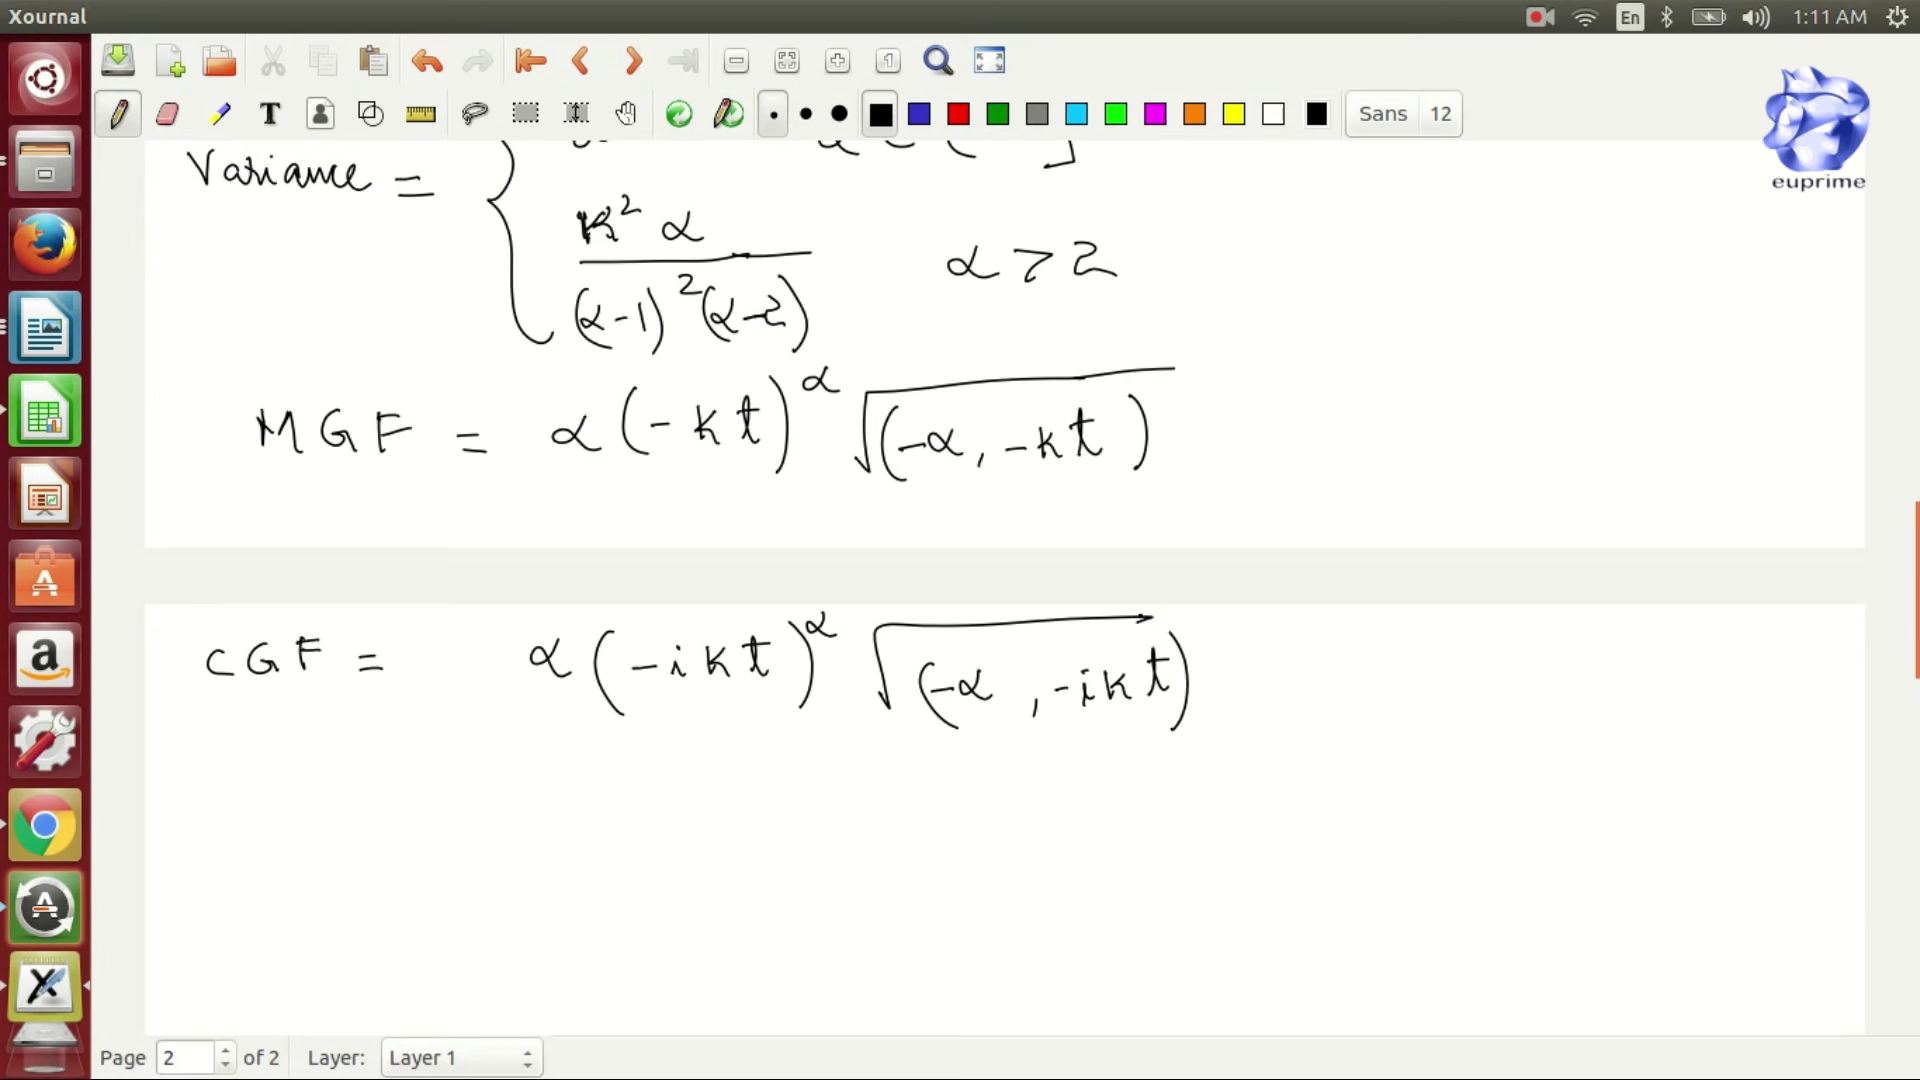 Xournal
En
1:11 AM
Sans 12
euprime
Variance =
k² α
(α-1)²(α-2)
α > 2
MGF = α(-kt)^α √(-α, -kt)
CGF = α(-ikt)^α √(-α, -ikt)
Page 2 of 2 Layer: Layer 1